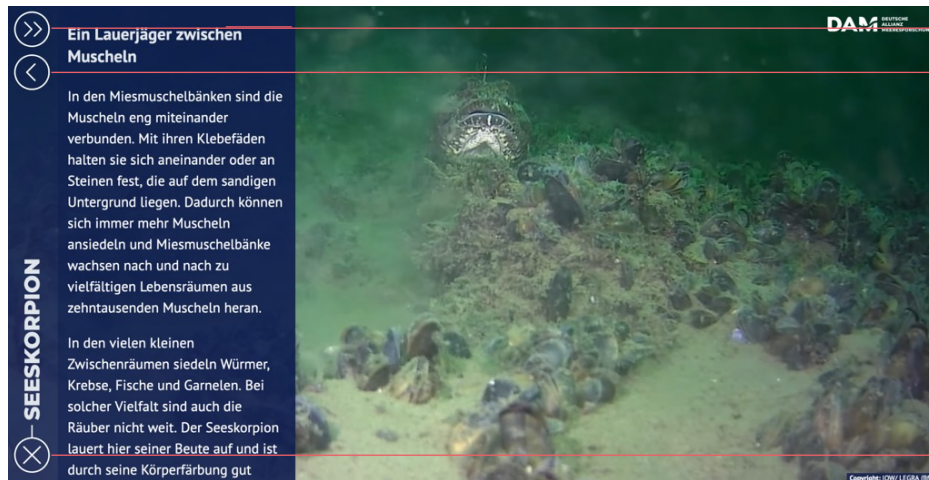 Ein Lauerjäger zwischen
Muscheln
In den Miesmuschelbänken sind die
Muscheln eng miteinander
verbunden. Mit ihren Klebefäden
halten sie sich aneinander oder an
Steinen fest, die auf dem sandigen
Untergrund liegen. Dadurch können
sich immer mehr Muscheln
ansiedeln und Miesmuschelbänke
wachsen nach und nach zu
vielfältigen Lebensräumen aus
zehntausenden Muscheln heran.
In den vielen kleinen
Zwischenräumen siedeln Würmer,
Krebse, Fische und Garnelen. Bei
solcher Vielfalt sind auch die
Räuber nicht weit. Der Seeskorpion
lauert hier seiner Beute auf und ist
durch seine Körperfärbung gut
SEESKORPION
DAM
DEUTSCHE
ALLIANZ
MEERESFORSCHUN
Copyright: IOW/ LEGRA